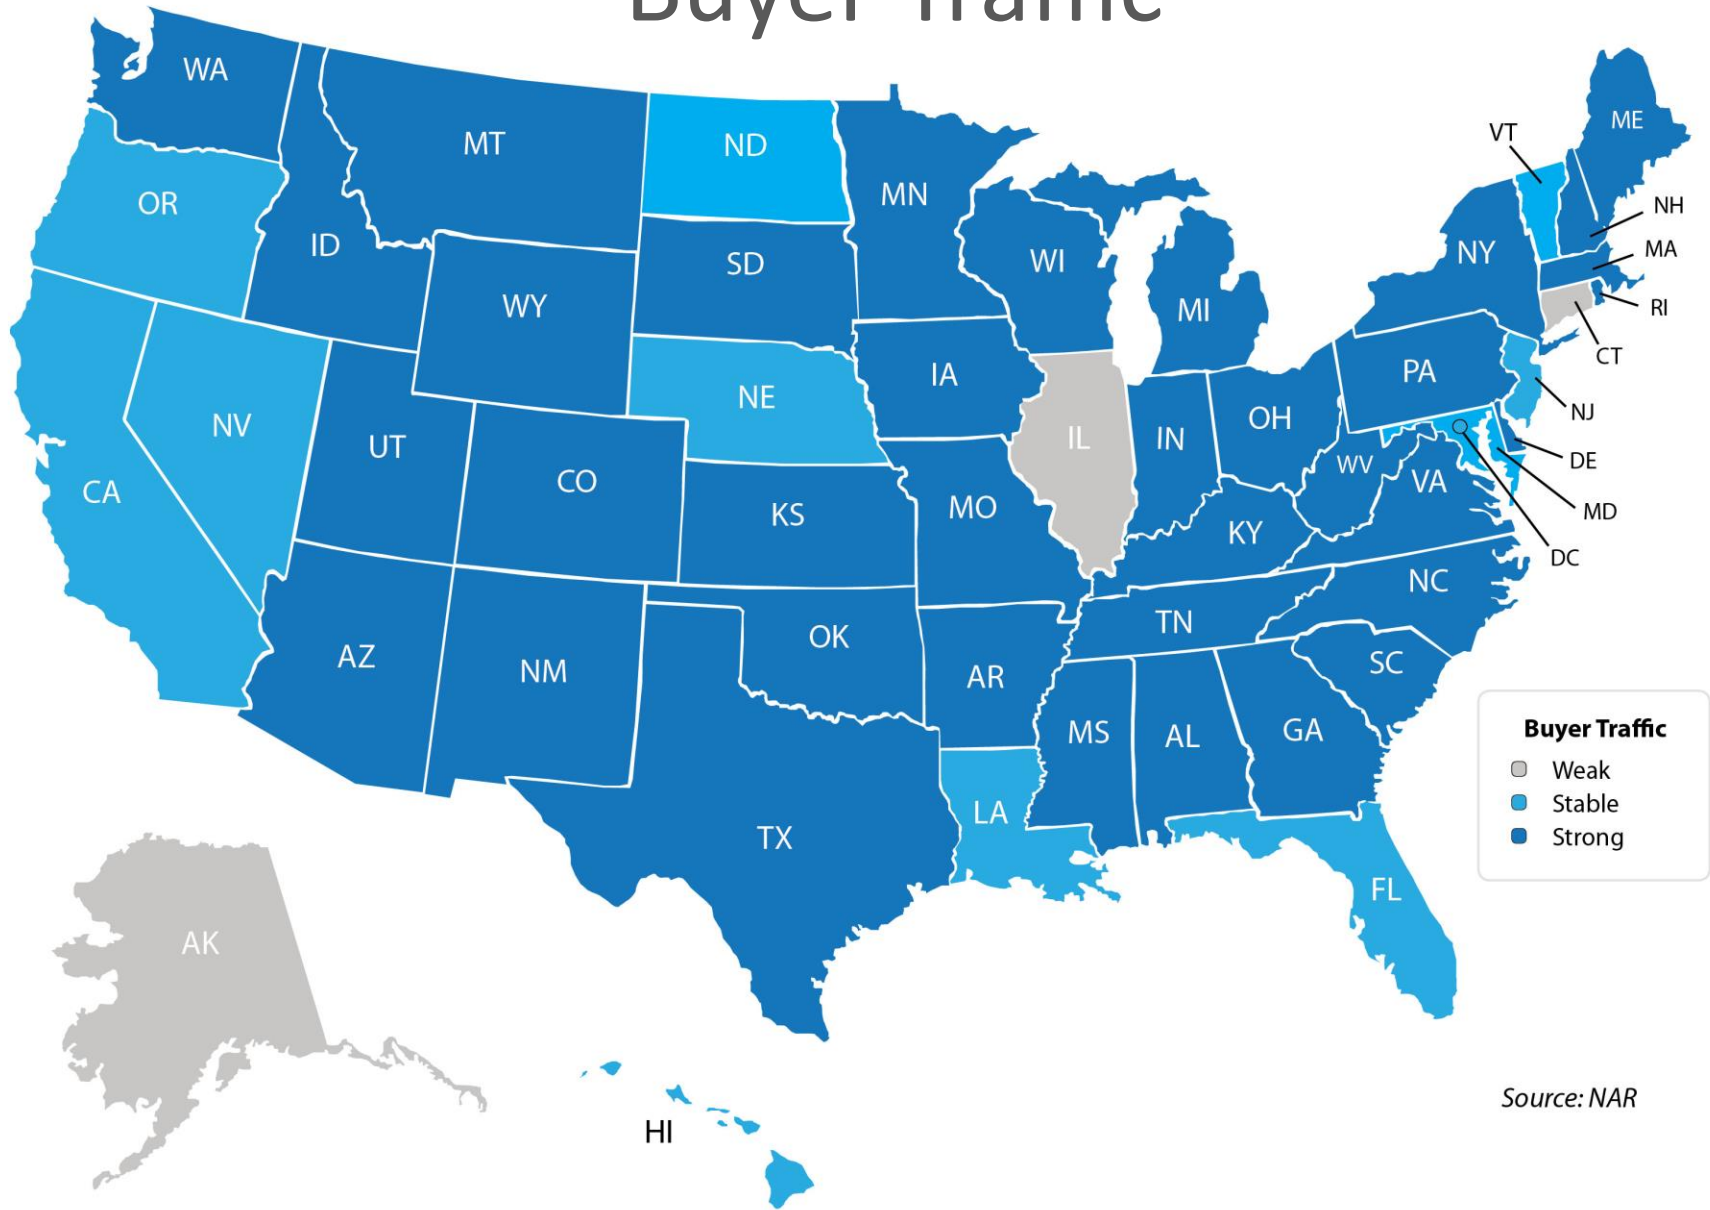 Buyer Traffic
WA
MT
ND
MN
ME
VT
OR
ID
SD
WI
NY
NH
MA
WY
MI
RI
CT
IA
PA
NE
NJ
NV
UT
CO
IL
IN
OH
WV
VA
DE
CA
KS
MO
KY
MD
DC
AZ
NM
OK
AR
TN
NC
SC
MS
AL
GA
TX
LA
FL
Buyer Traffic
Weak
Stable
Strong
AK
HI
Source: NAR